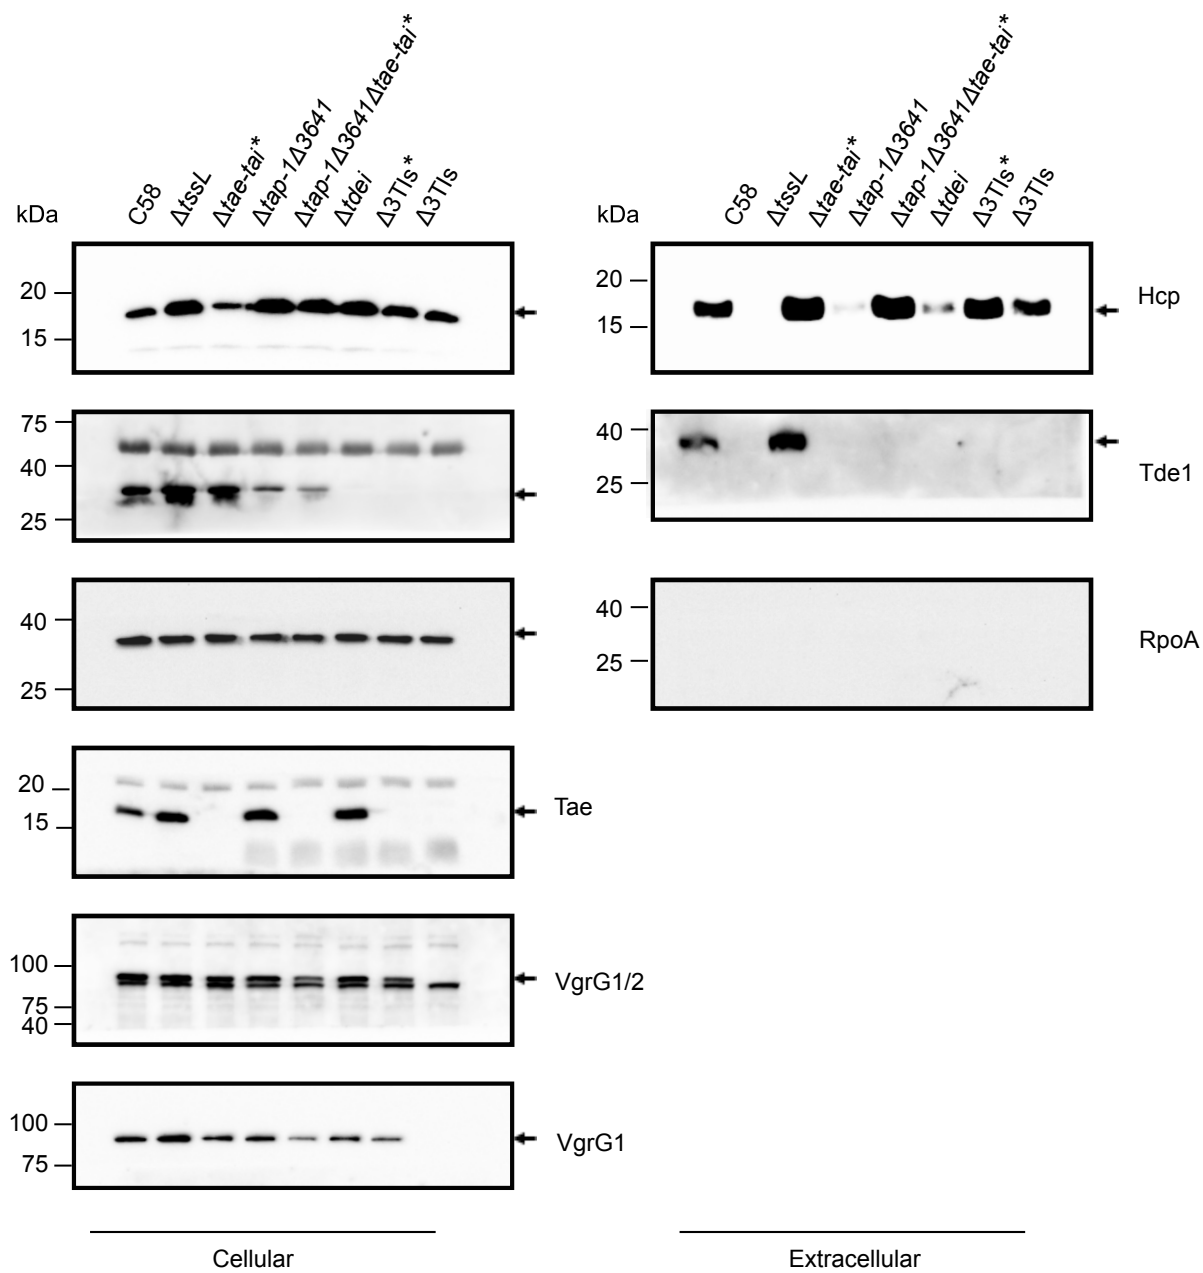 C58
ΔtssL
Δtae-tai*
Δtap-1Δ3641
Δtap-1Δ3641Δtae-tai*
Δtdei
Δ3TIs*
Δ3TIs
kDa
20
15
75
40
25
40
25
20
15
Tae
100
75
40
VgrG1/2
100
75
VgrG1
Cellular
C58
ΔtssL
Δtae-tai*
Δtap-1Δ3641
Δtap-1Δ3641Δtae-tai*
Δtdei
Δ3TIs*
Δ3TIs
kDa
20
15
Hcp
40
25
Tde1
40
25
RpoA
Extracellular